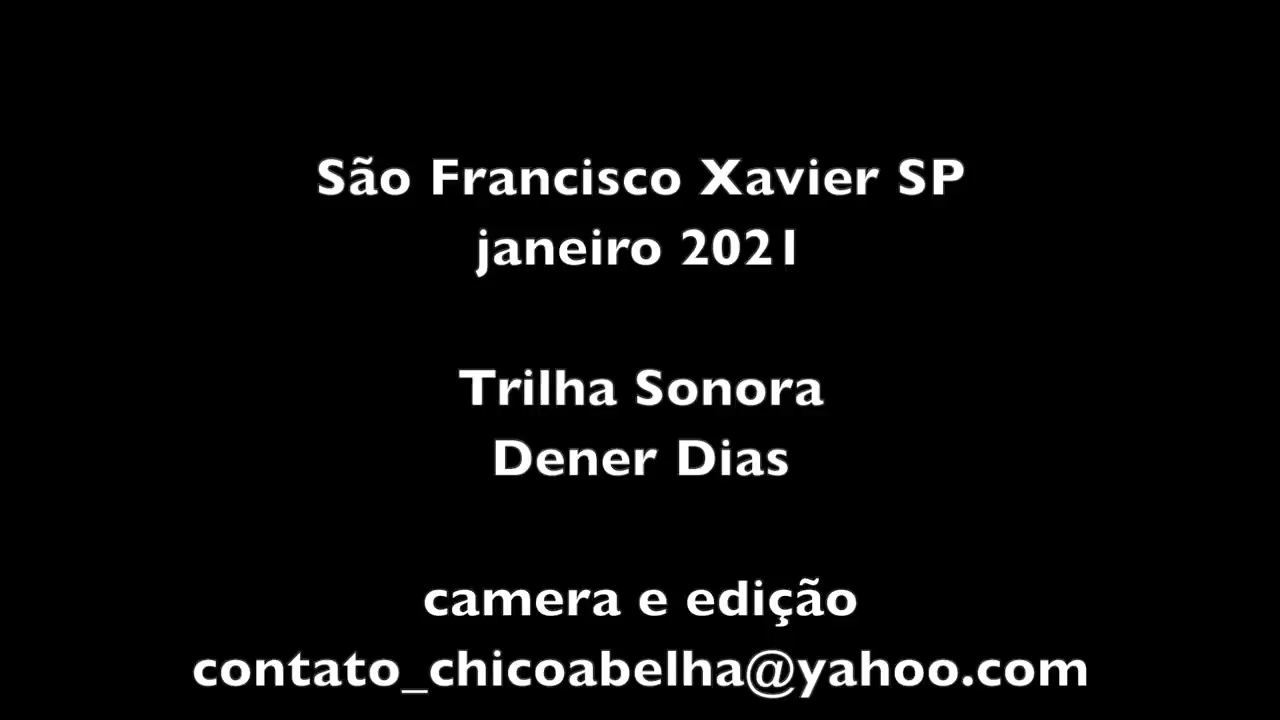 São Francisco Xavier SP
janeiro 2021
Trilha Sonora
Dener Dias
camera e edição
contato_chicoabelha@yahoo.com